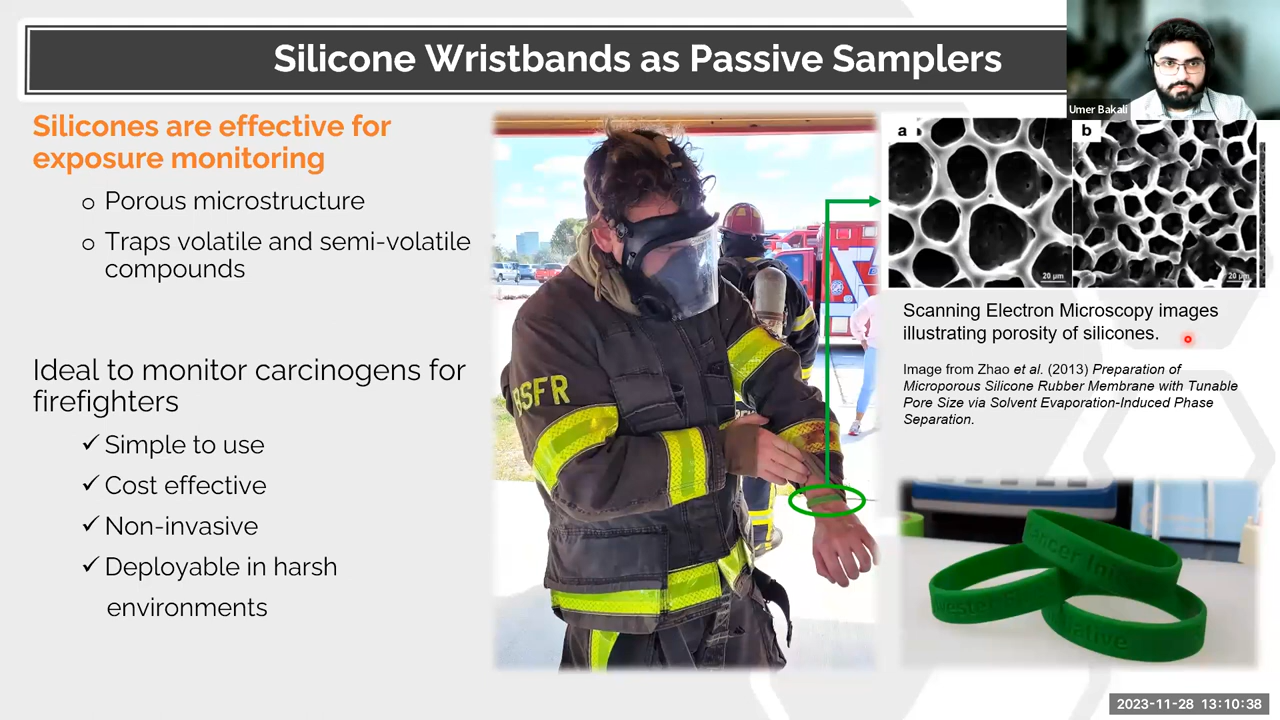 Silicone Wristbands as Passive Samplers
Umer Bakali
Silicones are effective for
exposure monitoring
o Porous microstructure
o Traps volatile and semi-volatile
compounds
Ideal to monitor carcinogens for
firefighters
✓ Simple to use
✓ Cost effective
✓ Non-invasive
✓ Deployable in harsh
environments
BSFR
a
20 µm
b
20 µm
Scanning Electron Microscopy images
illustrating porosity of silicones.
Image from Zhao et al. (2013) Preparation of
Microporous Silicone Rubber Membrane with Tunable
Pore Size via Solvent Evaporation-Induced Phase
Separation.
2023-11-28 13:10:38